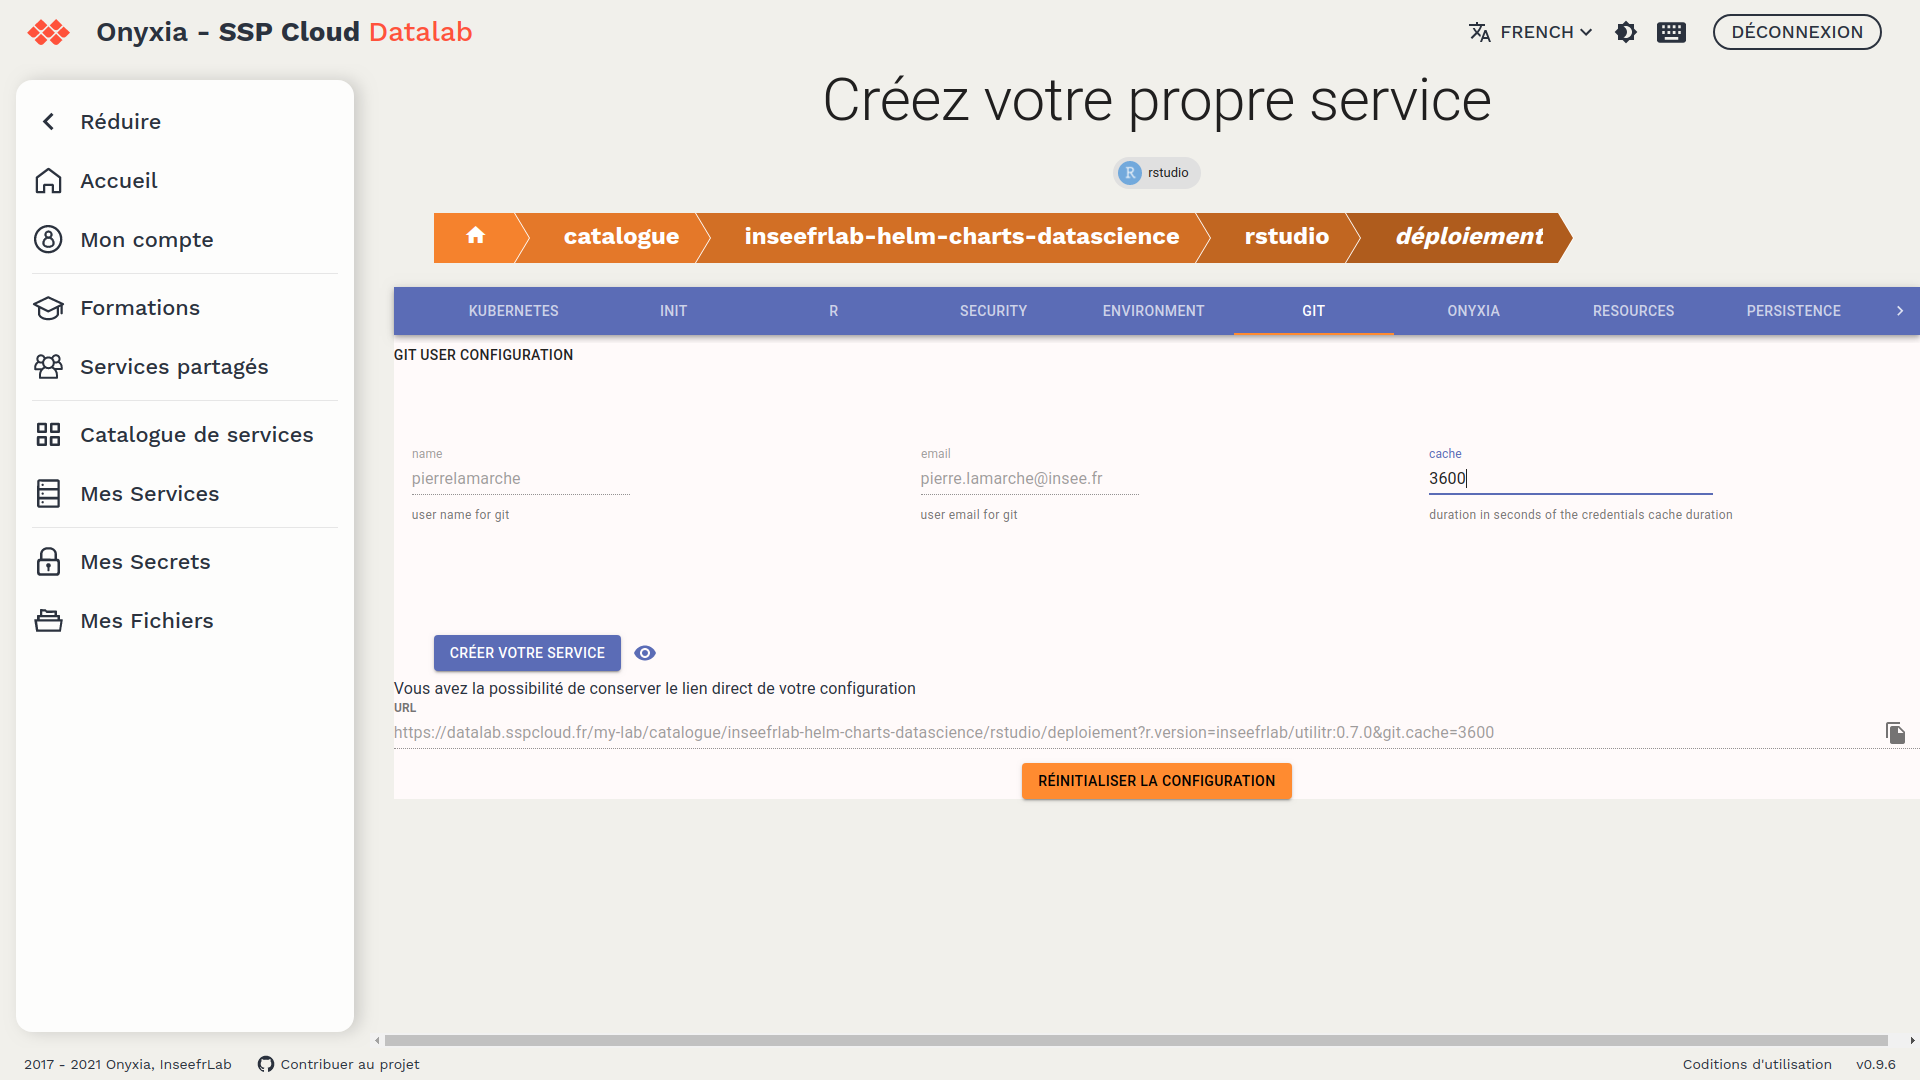 Onyxia - SSP Cloud Datalab
FRENCH
DÉCONNEXION
Réduire
Accueil
Mon compte
Formations
Services partagés
Catalogue de services
Mes Services
Mes Secrets
Mes Fichiers
Créez votre propre service
R rstudio
catalogue inseefrlab-helm-charts-datascience rstudio déploiement
KUBERNETES INIT R SECURITY ENVIRONMENT GIT ONYXIA RESOURCES PERSISTENCE
GIT USER CONFIGURATION
name email cache
pierrelamarche pierre.lamarche@insee.fr 3600
user name for git user email for git duration in seconds of the credentials cache duration
CRÉER VOTRE SERVICE
Vous avez la possibilité de conserver le lien direct de votre configuration
URL
https://datalab.sspcloud.fr/my-lab/catalogue/inseefrlab-helm-charts-datascience/rstudio/deploiement?r.version=inseefrlab/utilitr:0.7.0&git.cache=3600
RÉINITIALISER LA CONFIGURATION
2017 - 2021 Onyxia, InseefrLab Contribuer au projet Coditions d'utilisation v0.9.6